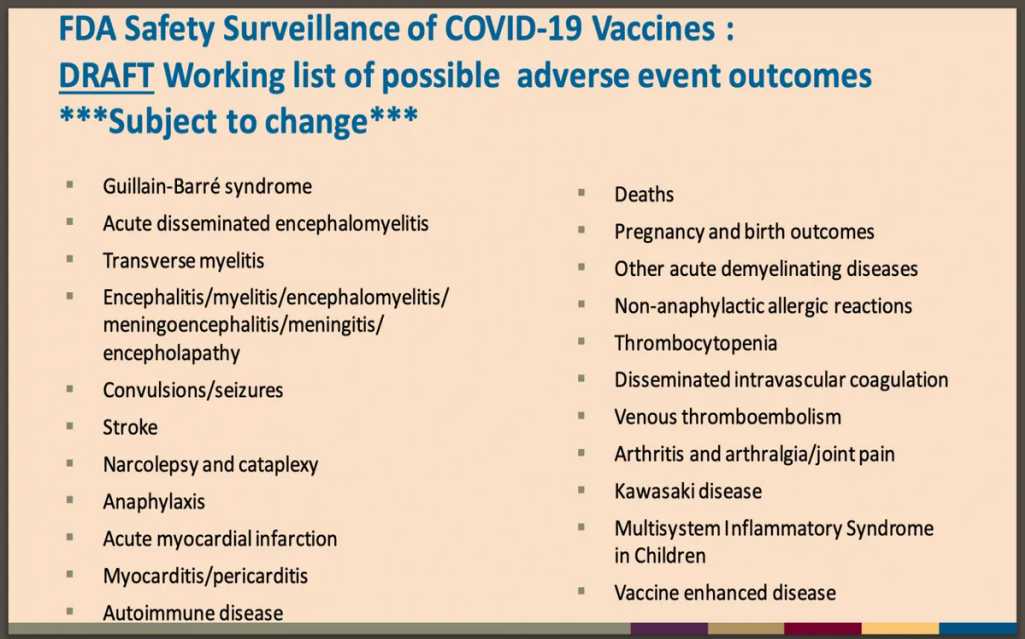 FDA Safety Surveillance of COVID-19 Vaccines :
DRAFT Working list of possible adverse event outcomes
***Subject to change***
Guillain-Barré syndrome
Acute disseminated encephalomyelitis
Transverse myelitis
Encephalitis/myelitis/encephalomyelitis/
meningoencephalitis/meningitis/
encepholapathy
Convulsions/seizures
Stroke
Narcolepsy and cataplexy
Anaphylaxis
Acute myocardial infarction
Myocarditis/pericarditis
Autoimmune disease
Deaths
Pregnancy and birth outcomes
Other acute demyelinating diseases
Non-anaphylactic allergic reactions
Thrombocytopenia
Disseminated intravascular coagulation
Venous thromboembolism
Arthritis and arthralgia/joint pain
Kawasaki disease
Multisystem Inflammatory Syndrome
in Children
Vaccine enhanced disease